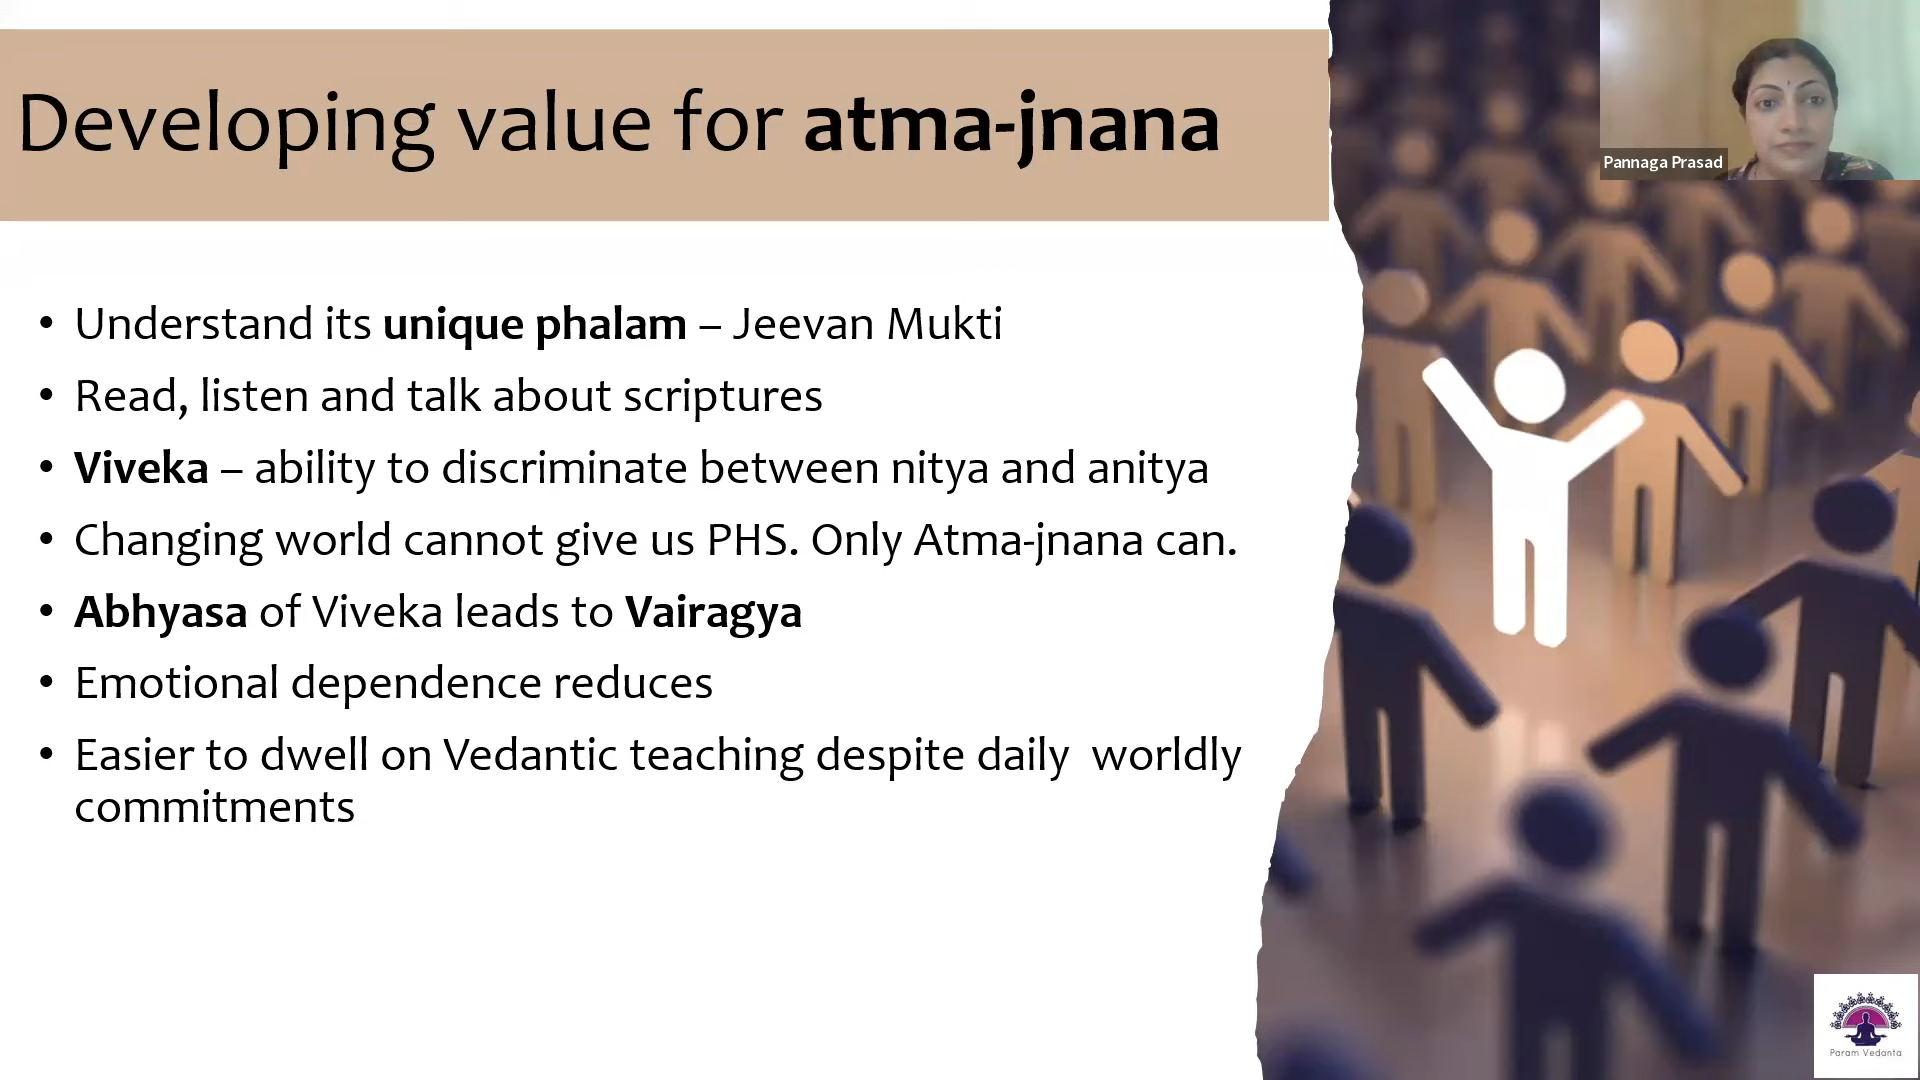 Developing value for atma-jnana
Pannaga Prasad
• Understand its unique phalam – Jeevan Mukti
• Read, listen and talk about scriptures
• Viveka – ability to discriminate between nitya and anitya
• Changing world cannot give us PHS. Only Atma-jnana can.
• Abhyasa of Viveka leads to Vairagya
• Emotional dependence reduces
• Easier to dwell on Vedantic teaching despite daily  worldly
commitments
Param Vedanta